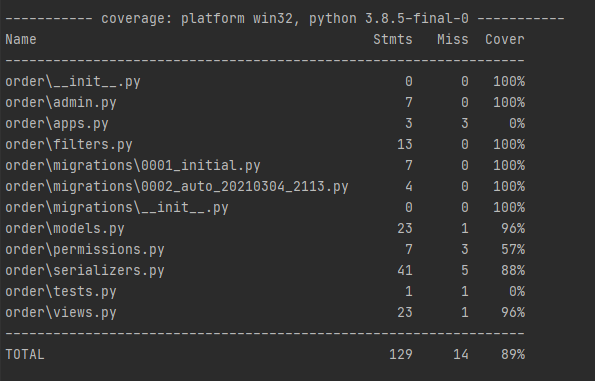 ----------- coverage: platform win32, python 3.8.5-final-0 -----------
Name                                           Stmts   Miss  Cover
------------------------------------------------------------------
order\__init__.py                                  0      0   100%
order\admin.py                                     7      0   100%
order\apps.py                                      3      3     0%
order\filters.py                                  13      0   100%
order\migrations\0001_initial.py                   7      0   100%
order\migrations\0002_auto_20210304_2113.py        4      0   100%
order\migrations\__init__.py                       0      0   100%
order\models.py                                   23      1    96%
order\permissions.py                               7      3    57%
order\serializers.py                              41      5    88%
order\tests.py                                     1      1     0%
order\views.py                                    23      1    96%
------------------------------------------------------------------
TOTAL                                            129     14    89%